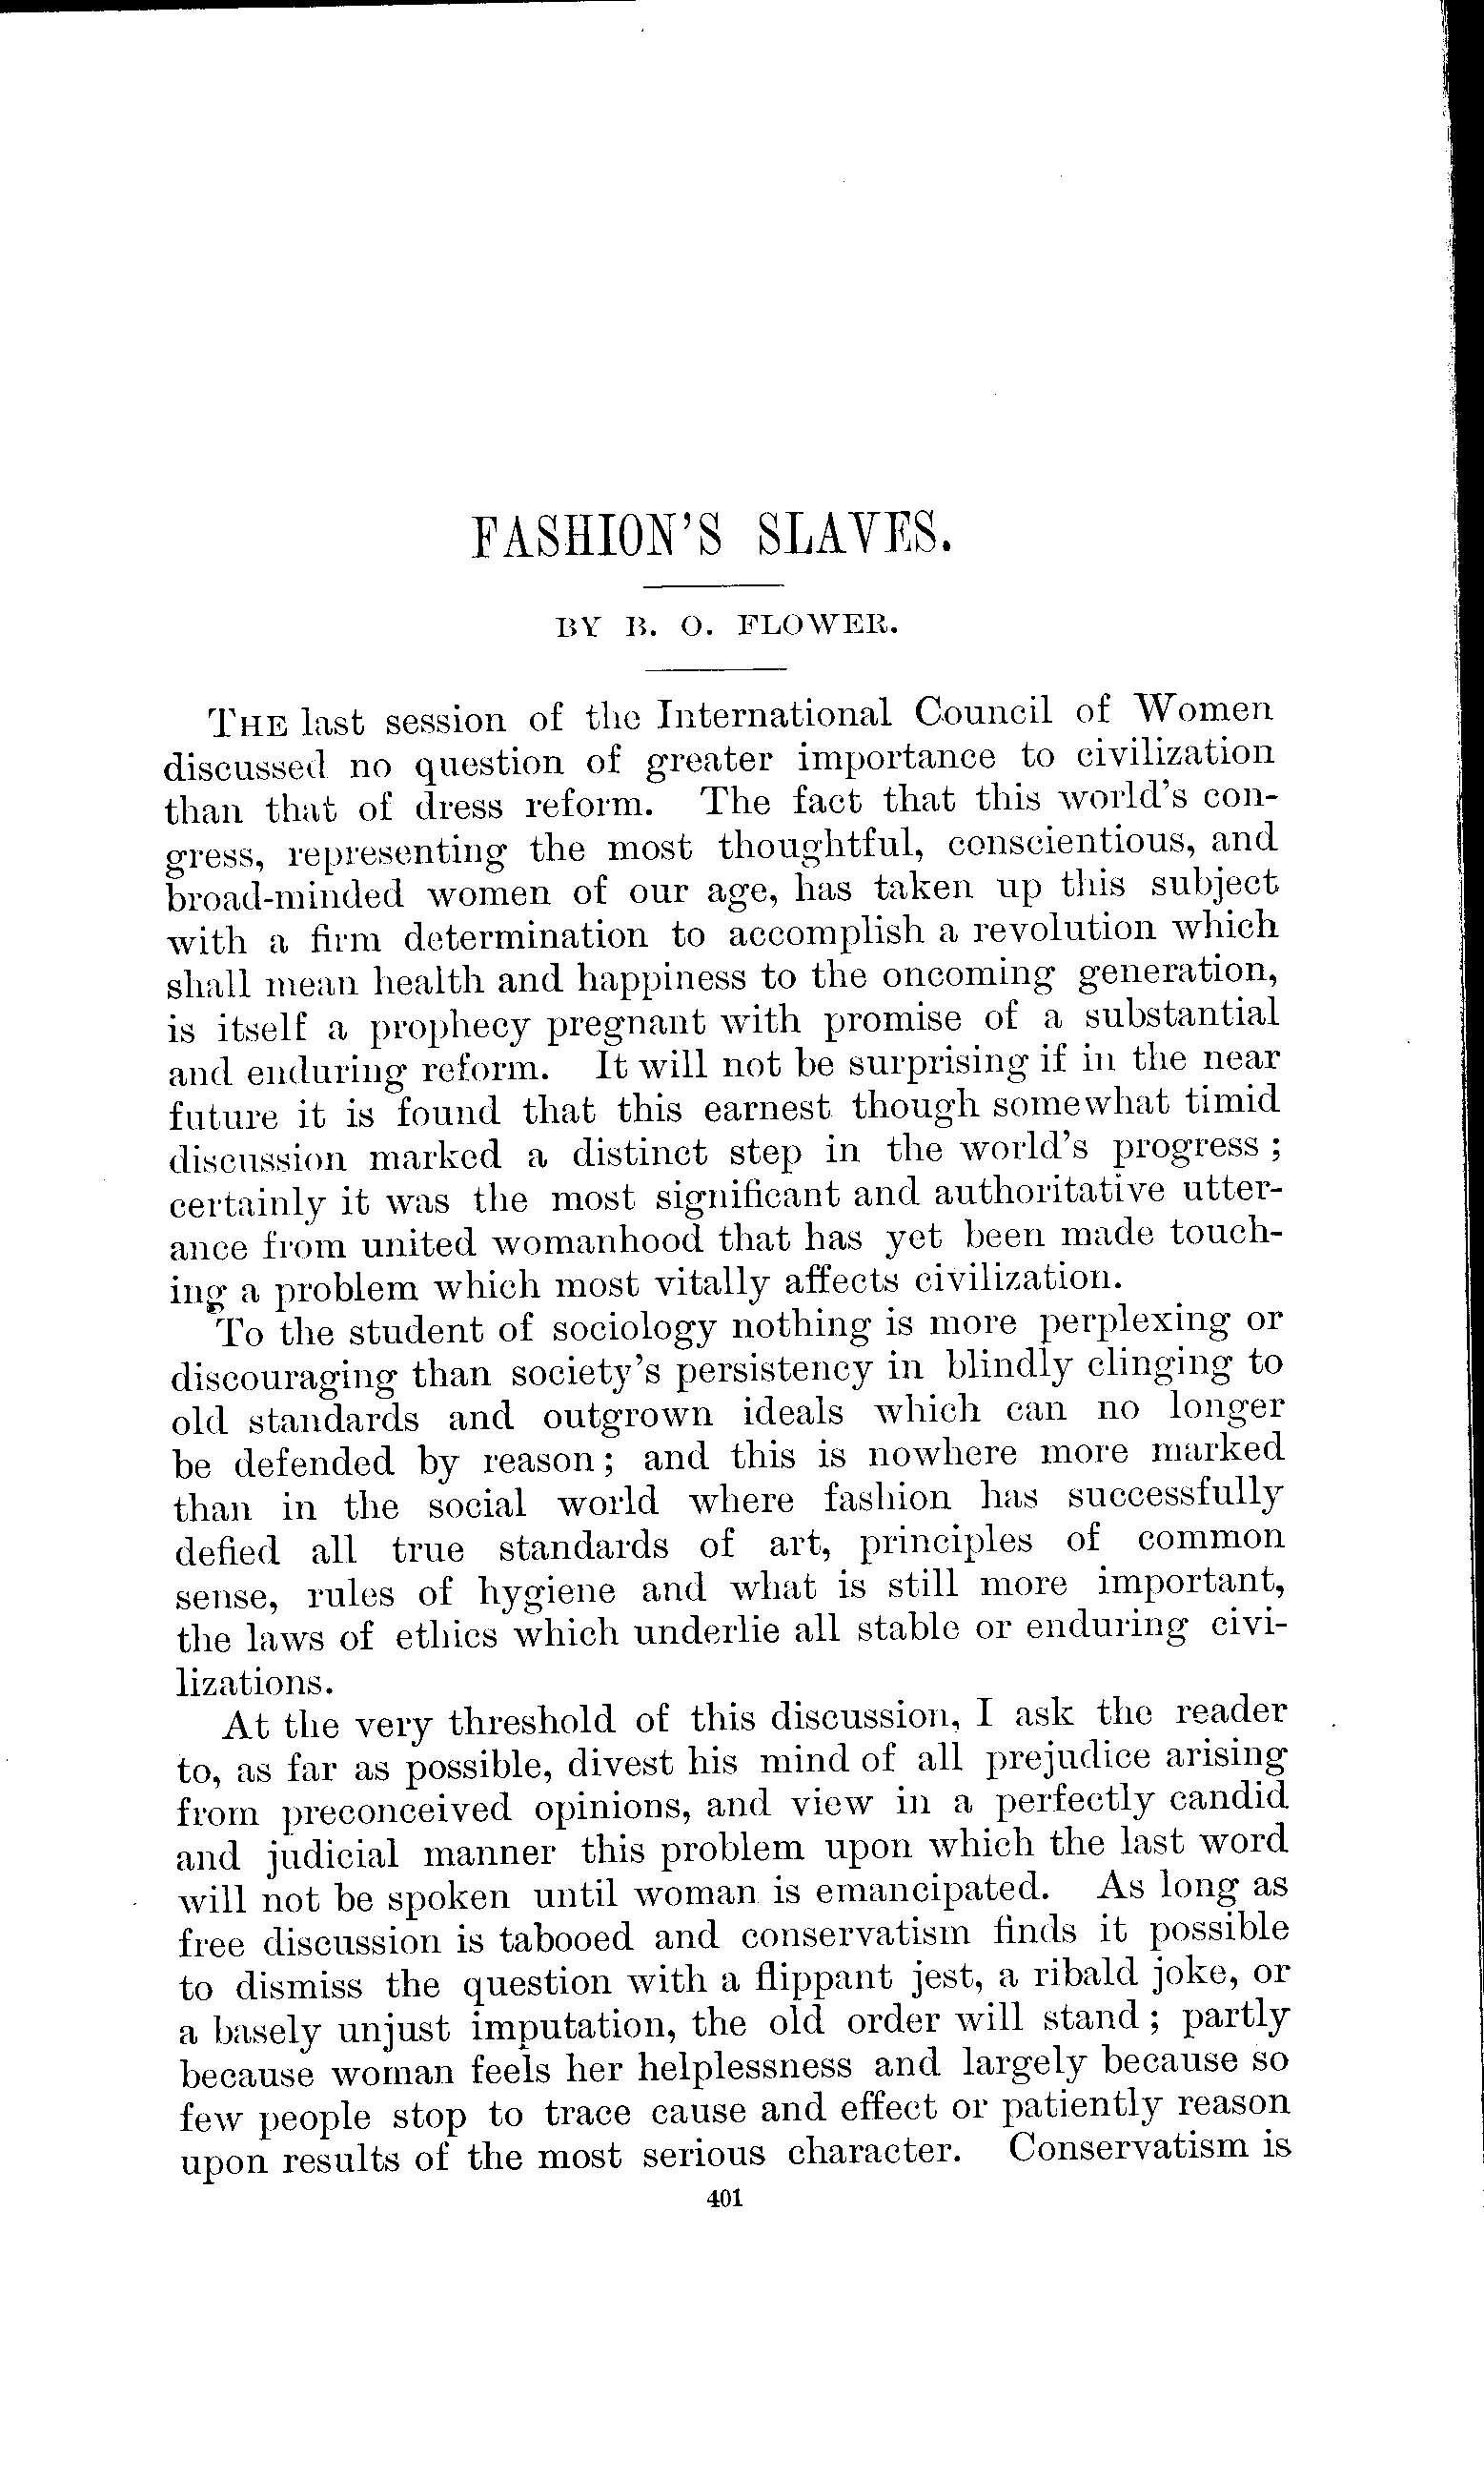 FASHION'S SLAVES.
BY B. O. FLOWER.
THE last session of the International Council of Women
discussed no question of greater importance to civilization
than that of dress reform. The fact that this world's con-
gress, representing the most thoughtful, conscientious, and
broad-minded women of our age, has taken up this subject
with a firm determination to accomplish a revolution which
shall mean health and happiness to the oncoming generation,
is itself a prophecy pregnant with promise of a substantial
and enduring reform. It will not be surprising if in the near
future it is found that this earnest though somewhat timid
discussion marked a distinct step in the world's progress ;
certainly it was the most significant and authoritative utter-
ance from united womanhood that has yet been made touch-
ing a problem which most vitally affects civilization.
To the student of sociology nothing is more perplexing or
discouraging than society's persistency in blindly clinging to
old standards and outgrown ideals which can no longer
be defended by reason; and this is nowhere more marked
than in the social world where fashion has successfully
defied all true standards of art, principles of common
sense, rules of hygiene and what is still more important,
the laws of ethics which underlie all stable or enduring civi-
lizations.
At the very threshold of this discussion, I ask the reader
to, as far as possible, divest his mind of all prejudice arising
from preconceived opinions, and view in a perfectly candid
and judicial manner this problem upon which the last word
will not be spoken until woman is emancipated. As long as
free discussion is tabooed and conservatism finds it possible
to dismiss the question with a flippant jest, a ribald joke, or
a basely unjust imputation, the old order will stand ; partly
because woman feels her helplessness and largely because so
few people stop to trace cause and effect or patiently reason
upon results of the most serious character. Conservatism is
401